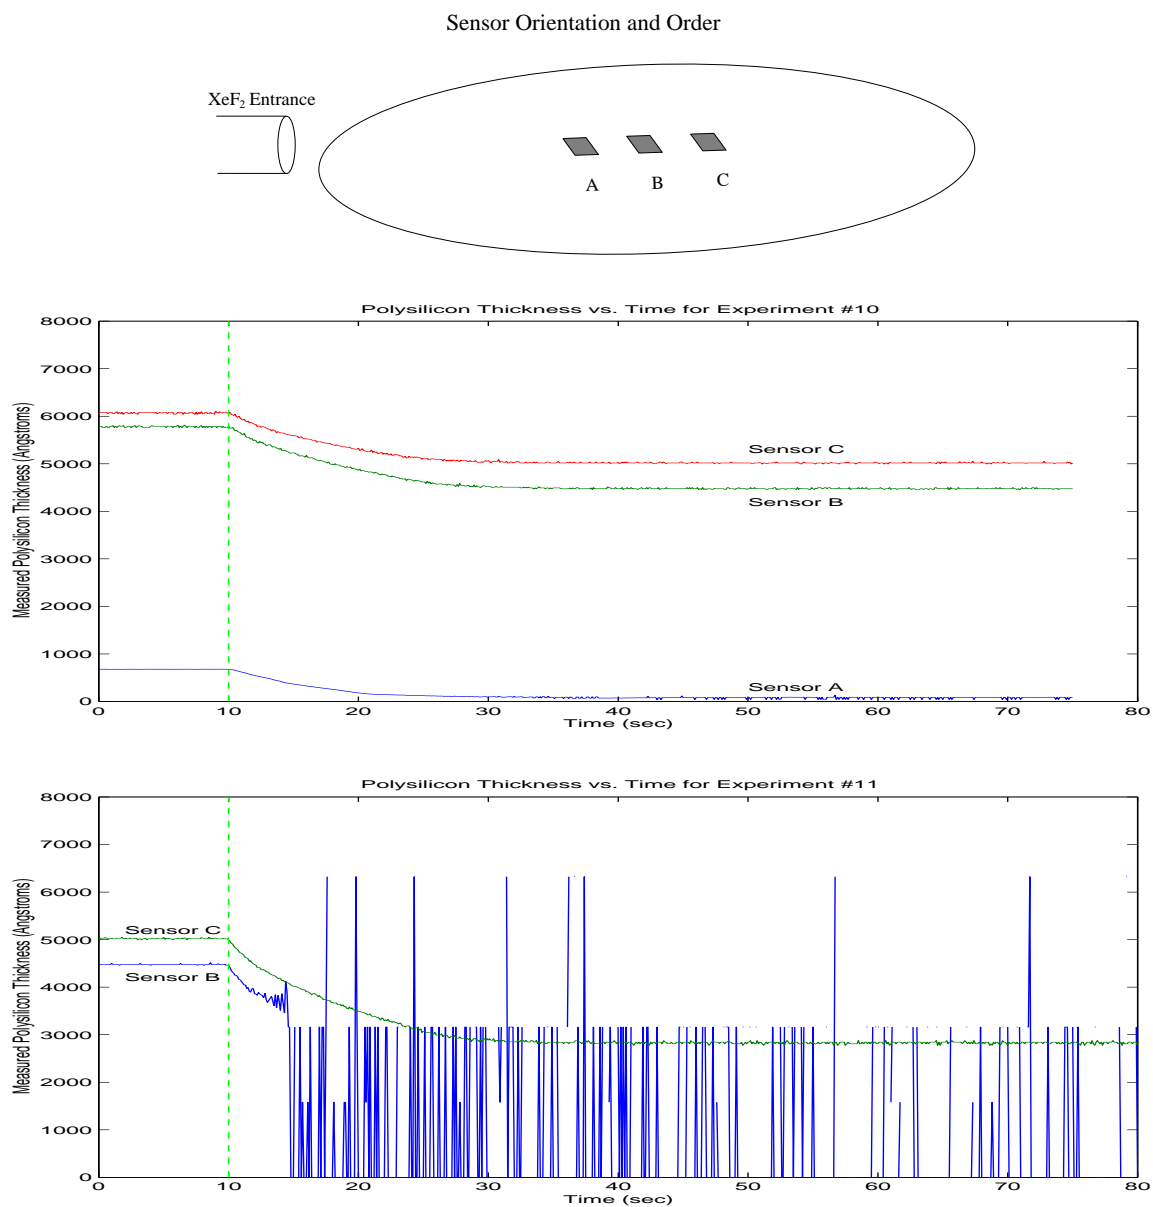 Sensor Orientation and Order
XeF2 Entrance
A
B
C
Polysilicon Thickness vs. Time for Experiment #10
Measured Polysilicon Thickness (Angstroms)
8000
7000
6000
5000
4000
3000
2000
1000
0
Sensor C
Sensor B
Sensor A
0 10 20 30 40 50 60 70 80
Time (sec)
Polysilicon Thickness vs. Time for Experiment #11
Measured Polysilicon Thickness (Angstroms)
8000
7000
6000
5000
4000
3000
2000
1000
0
Sensor C
Sensor B
0 10 20 30 40 50 60 70 80
Time (sec)